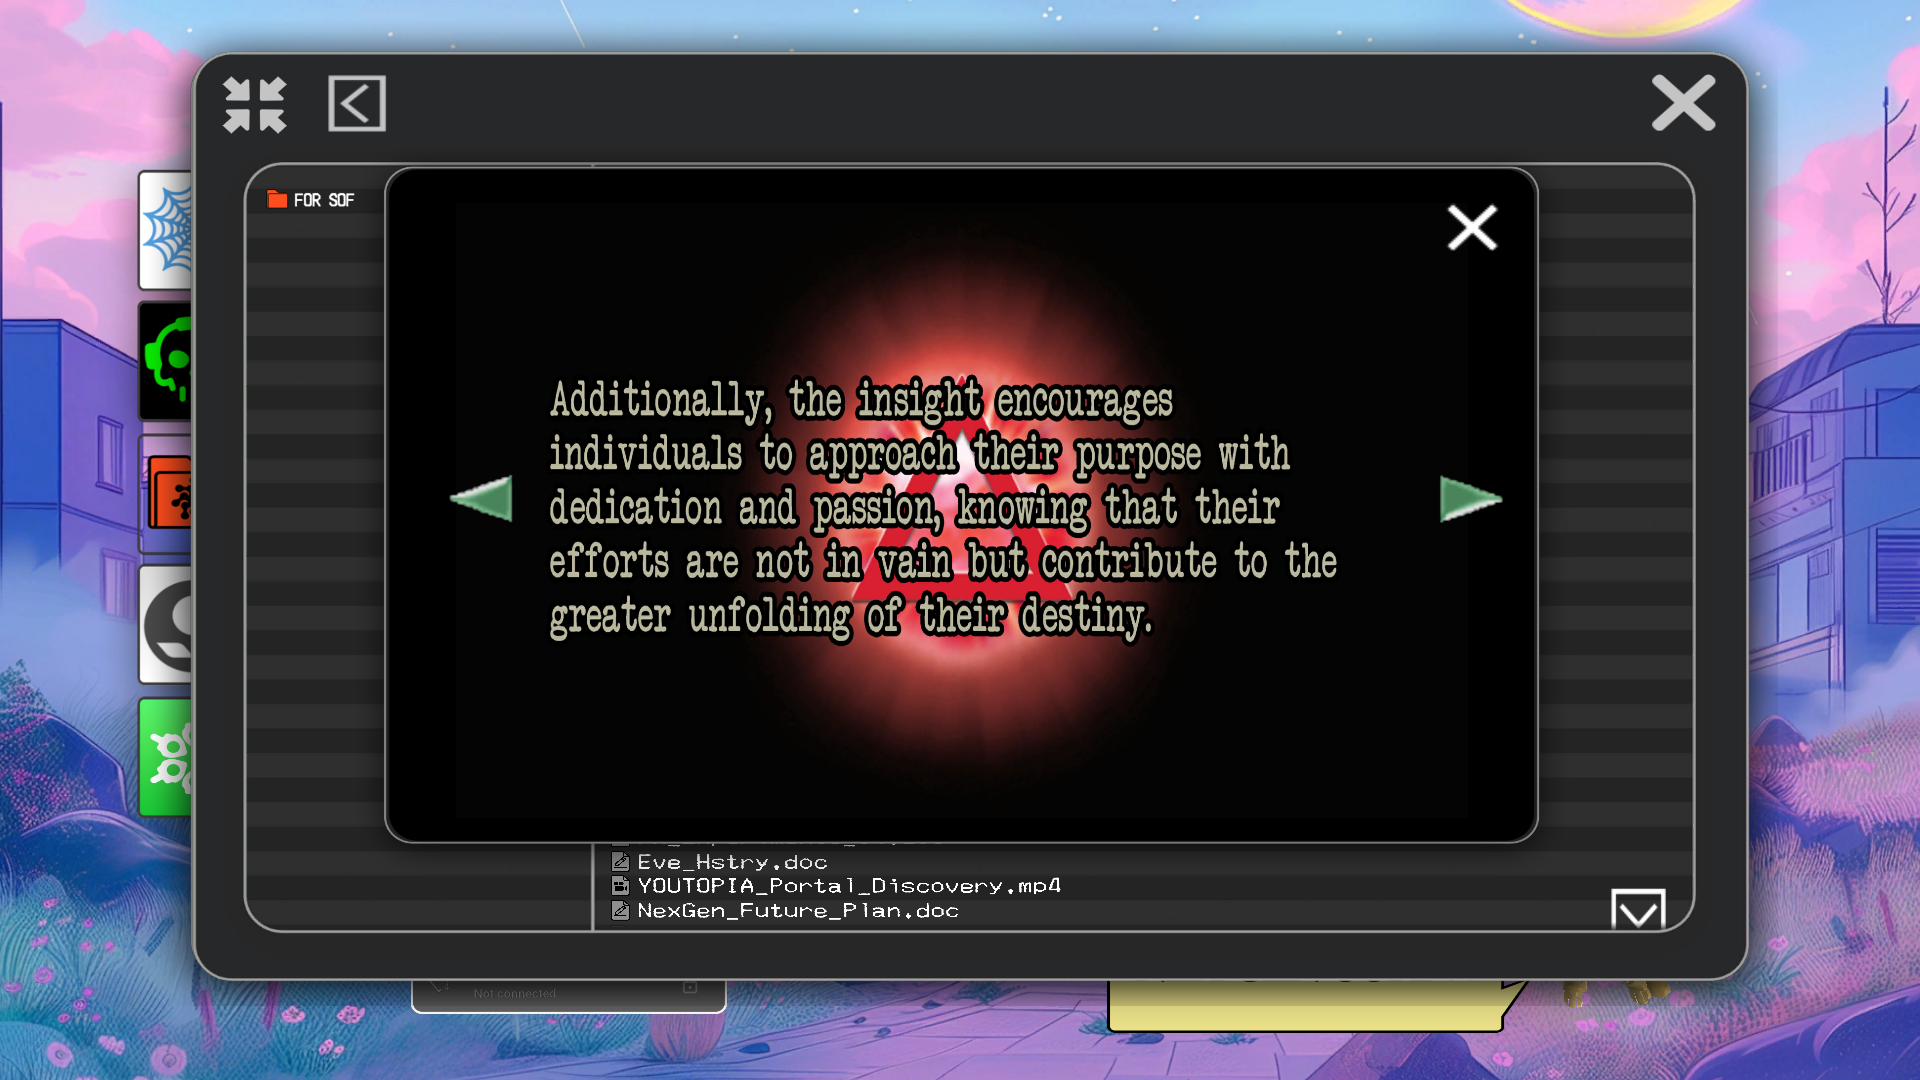 FOR SOF
Additionally, the insight encourages
individuals to approach their purpose with
dedication and passion, knowing that their
efforts are not in vain but contribute to the
greater unfolding of their destiny.
Eve_Hstry.doc
YOUTOPIA_Portal_Discovery.mp4
NexGen_Future_Plan.doc
Not connected